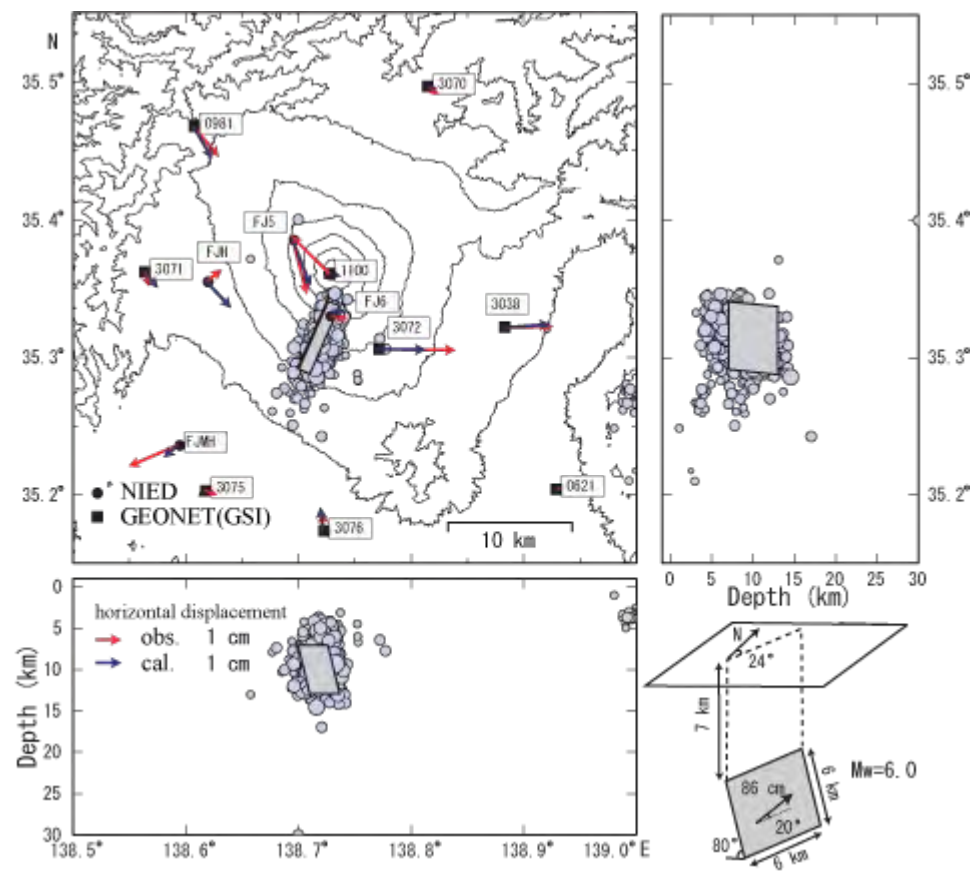 N
35.5°
35.4°
35.3°
35.2°
3070
0981
FJ5
FJH
3071
1100
FJ6
3072
3038
FJMH
3075
3076
0621
NIED
GEONET(GSI)
10 km
35.5°
35.4°
35.3°
35.2°
0 5 10 15 20 25 30
Depth (km)
0
5
10
15
20
25
30
Depth (km)
horizontal displacement
obs. 1 cm
cal. 1 cm
138.5° 138.6° 138.7° 138.8° 138.9° 139.0° E
N
24°
7 km
Mw=6.0
86 cm
20°
6 km
80°
6 km